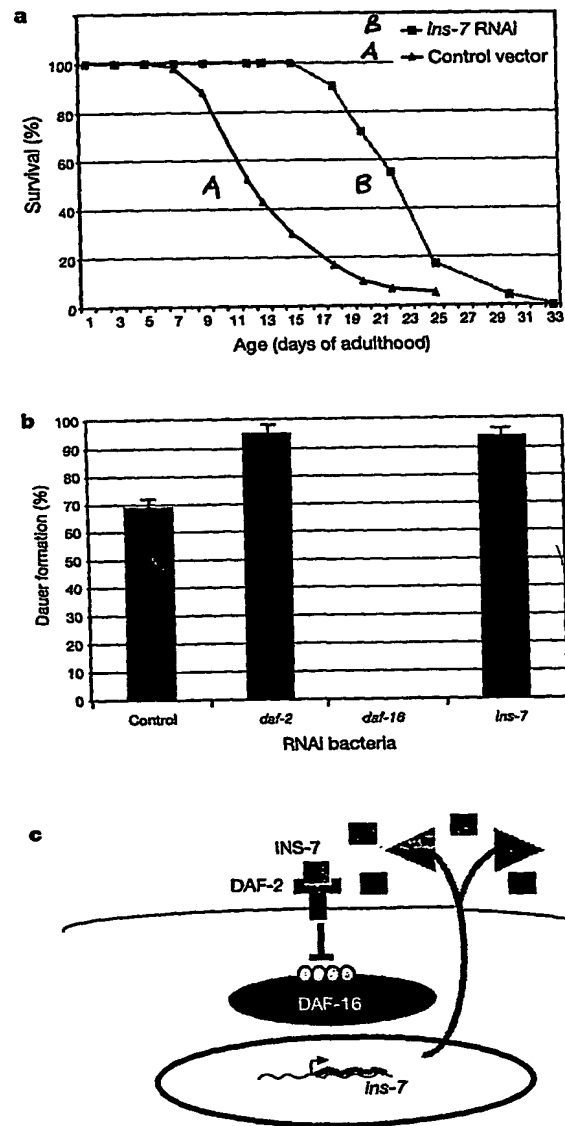 a
B ins-7 RNAi
A Control vector
Survival (%)
100
80
60
40
20
0
A
B
1 3 5 7 9 11 13 15 17 19 21 23 25 27 29 31 33
Age (days of adulthood)
b
Dauer formation (%)
100
90
80
70
60
50
40
30
20
10
0
Control daf-2 daf-16 ins-7
RNAi bacteria
c
INS-7
DAF-2
DAF-16
ins-7